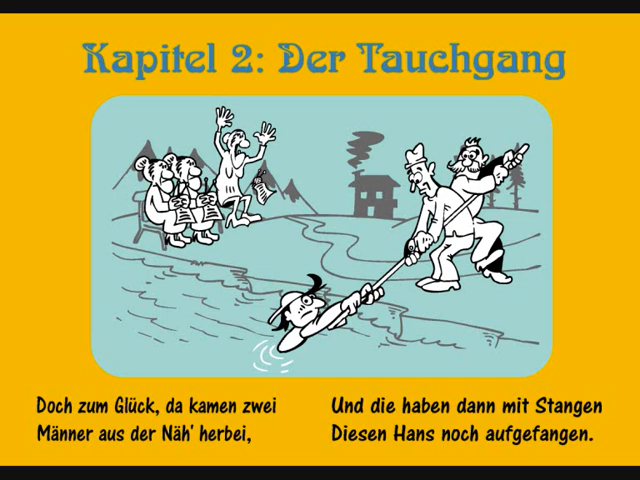 Kapitel 2: Der Tauchgang
Doch zum Glück, da kamen zwei
Männer aus der Näh' herbei,
Und die haben dann mit Stangen
Diesen Hans noch aufgefangen.